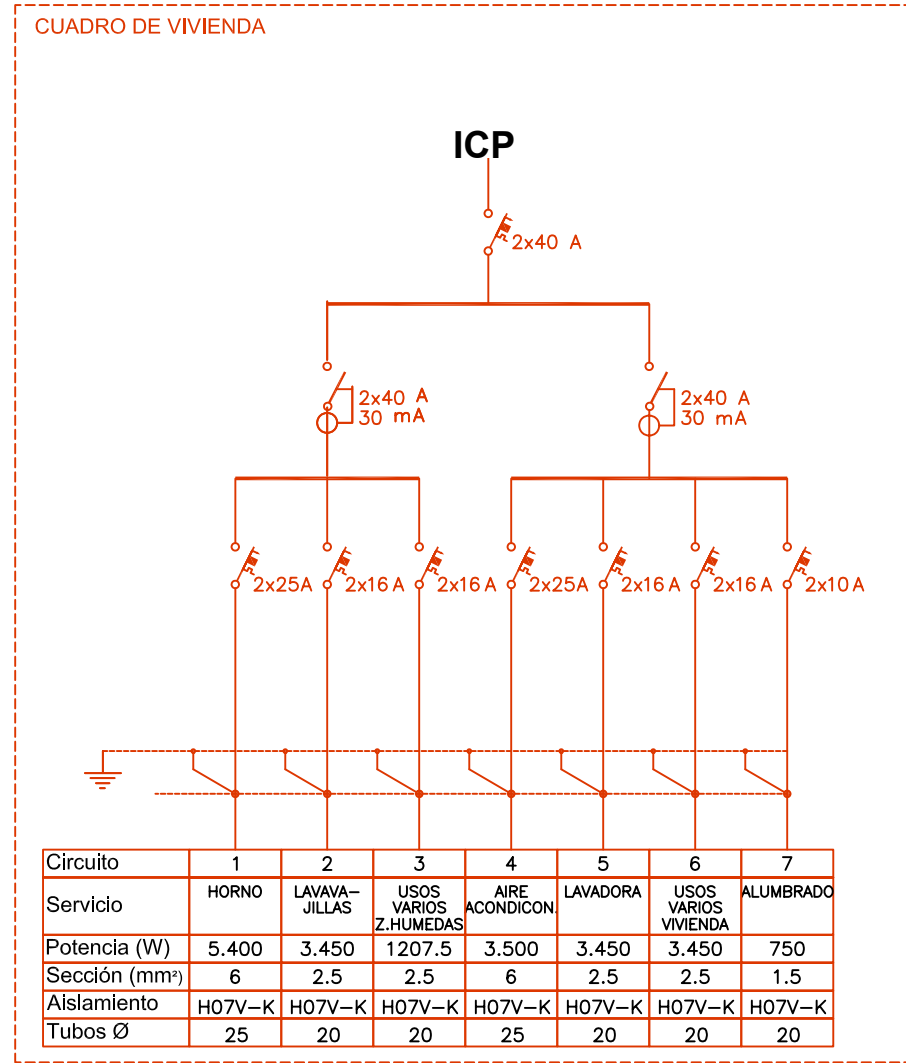 CUADRO DE VIVIENDA
ICP
2x40 A
2x40 A
30 mA
2x40 A
30 mA
2x25A 2x16 A 2x16 A 2x25A 2x16 A 2x16 A 2x10 A
Circuito 1 2 3 4 5 6 7
Servicio HORNO LAVAVA-JILLAS USOS VARIOS Z.HUMEDAS AIRE ACONDICON. LAVADORA USOS VARIOS VIVIENDA ALUMBRADO
Potencia (W) 5.400 3.450 1207.5 3.500 3.450 3.450 750
Sección (mm²) 6 2.5 2.5 6 2.5 2.5 1.5
Aislamiento H07V-K H07V-K H07V-K H07V-K H07V-K H07V-K H07V-K
Tubos Ø 25 20 20 25 20 20 20